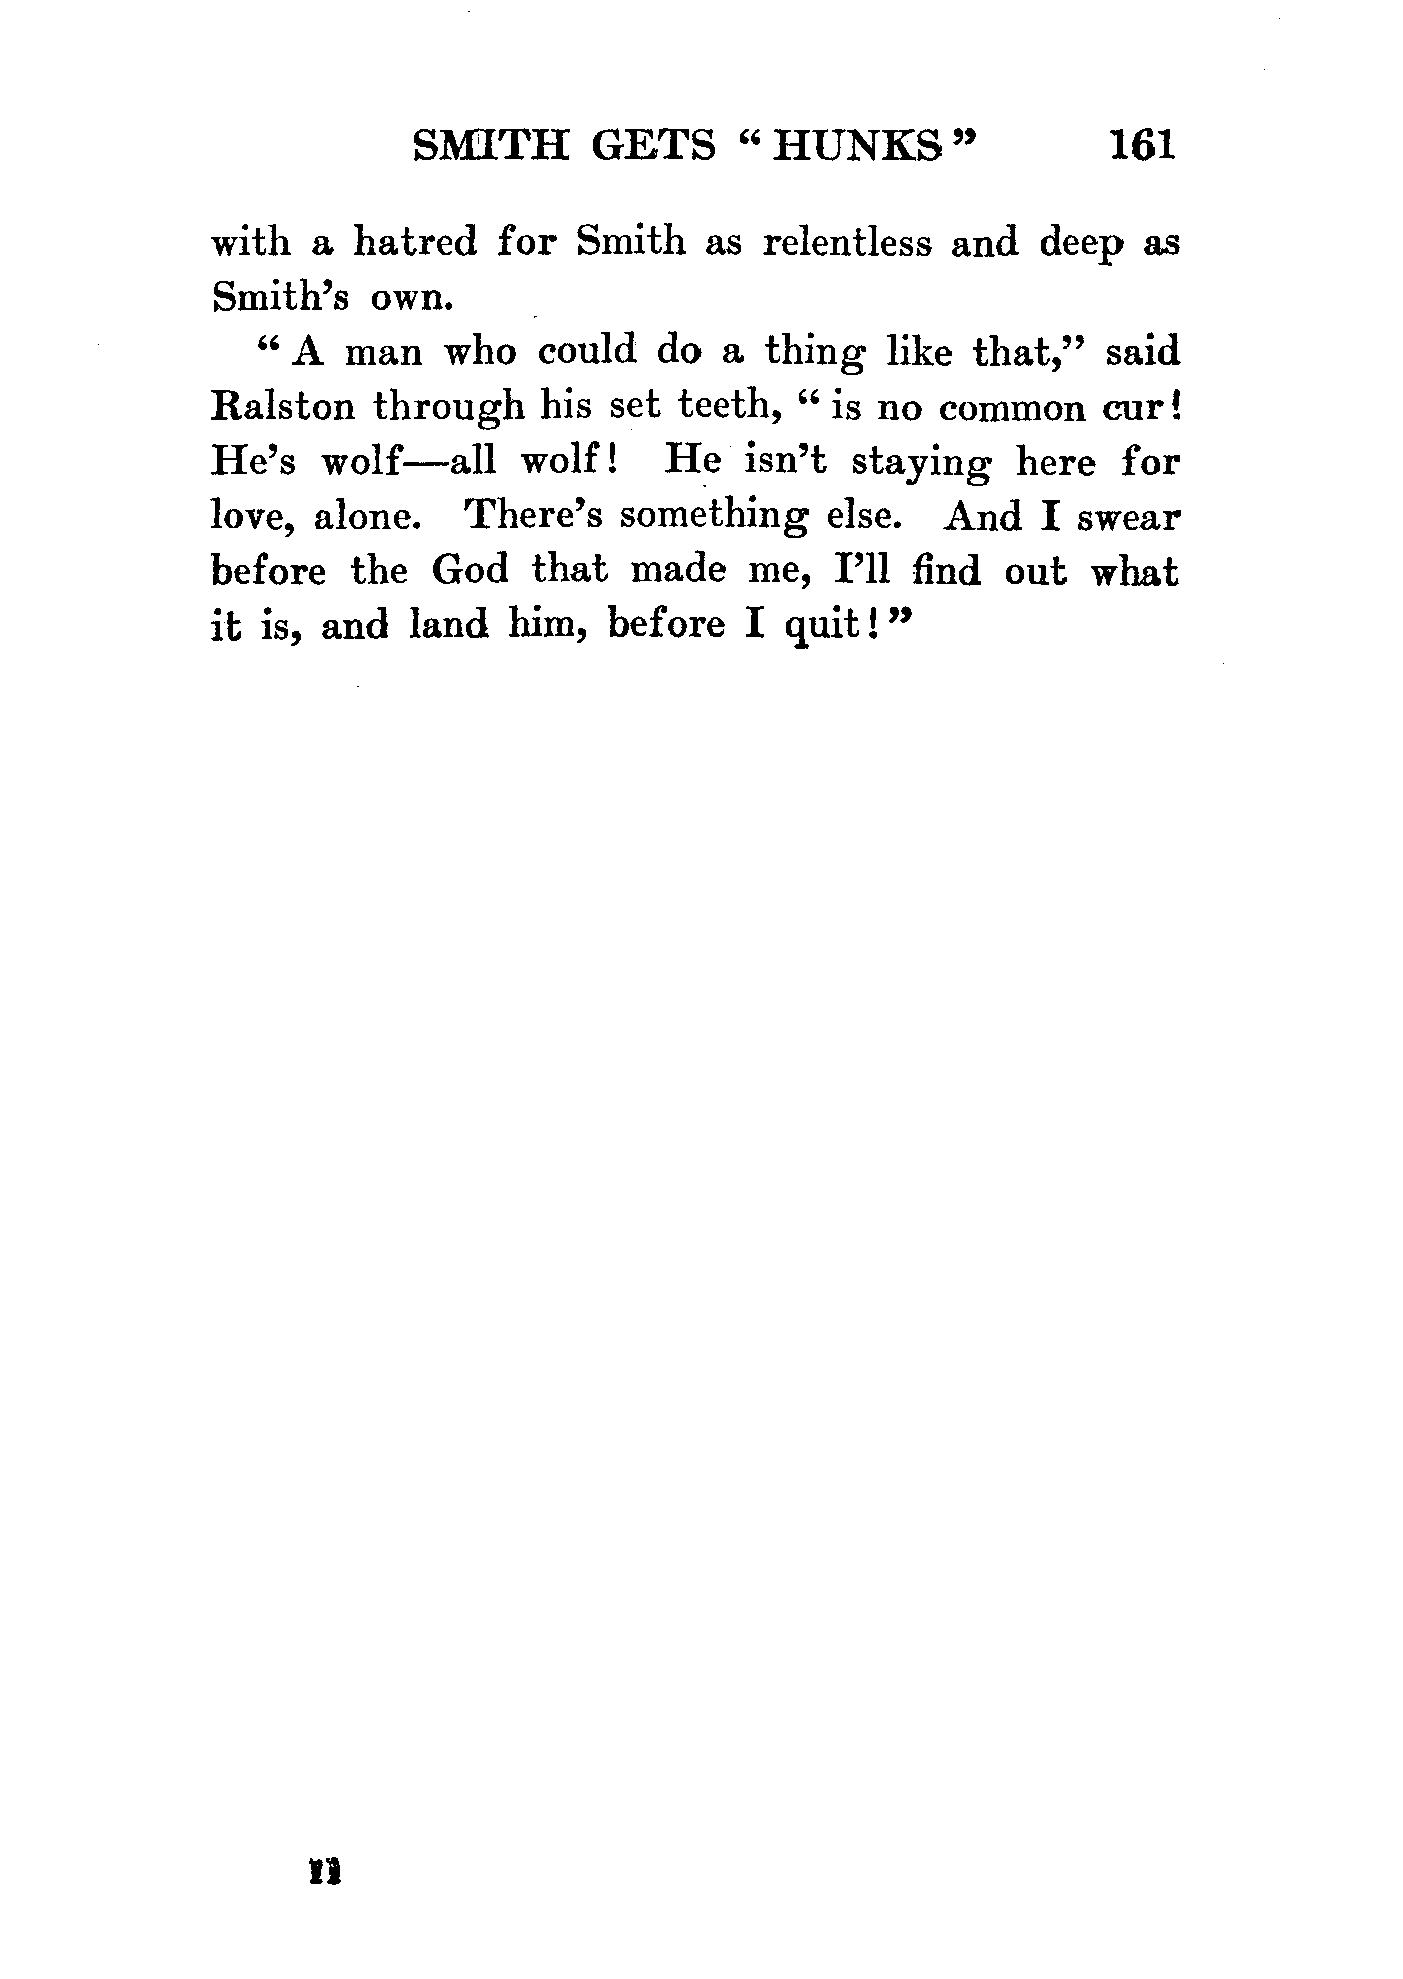 SMITH GETS “ HUNKS ” 161
with a hatred for Smith as relentless and deep as
Smith’s own.
“ A man who could do a thing like that,” said
Ralston through his set teeth, “ is no common cur!
He’s wolf—all wolf! He isn’t staying here for
love, alone. There’s something else. And I swear
before the God that made me, I’ll find out what
it is, and land him, before I quit! ”
11